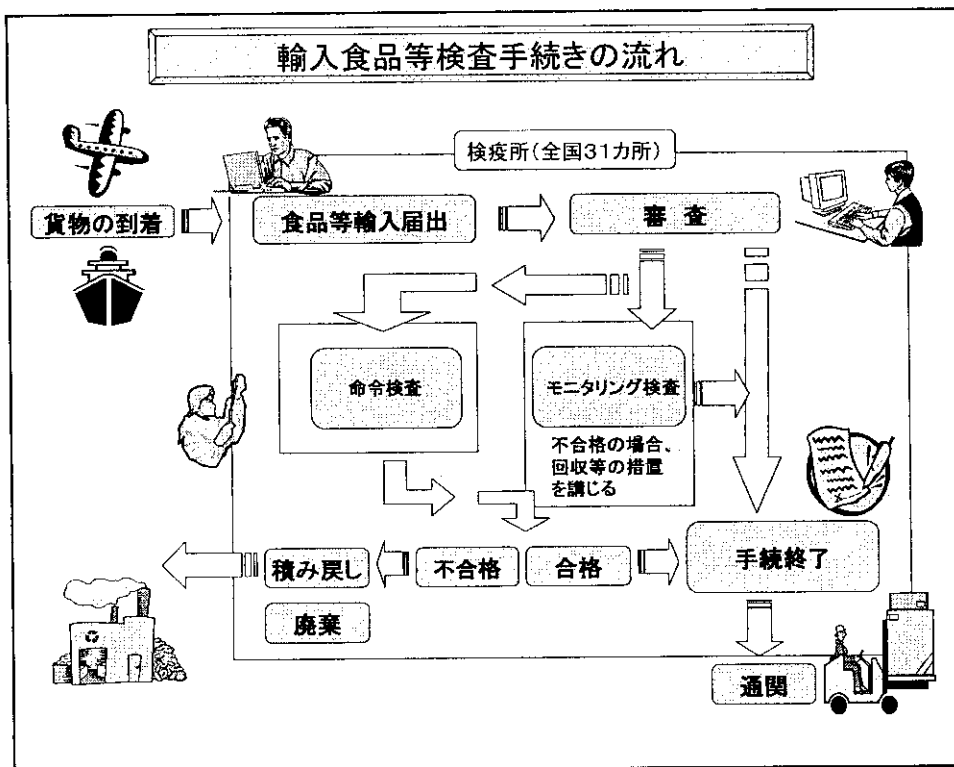 輸入食品等検査手続きの流れ
検疫所(全国31カ所)
貨物の到着
食品等輸入届出
審 査
命令検査
モニタリング検査
不合格の場合、
回収等の措置
を講じる
積み戻し
不合格
合格
手続終了
廃棄
通関